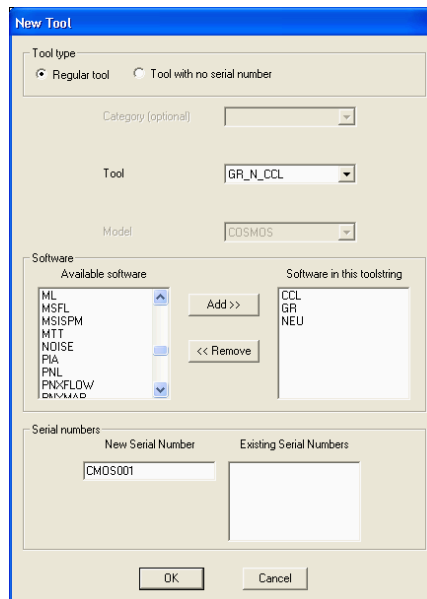 New Tool
Tool type
Regular tool
Tool with no serial number
Category (optional)
Tool
GR_N_CCL
Model
COSMOS
Software
Available software
Software in this toolstring
ML
MSFL
MSISPM
MTT
NOISE
PIA
PNL
PNXFLOW
PNXMAP
Add >>
<< Remove
CCL
GR
NEU
Serial numbers
New Serial Number
Existing Serial Numbers
CMOS001
OK
Cancel